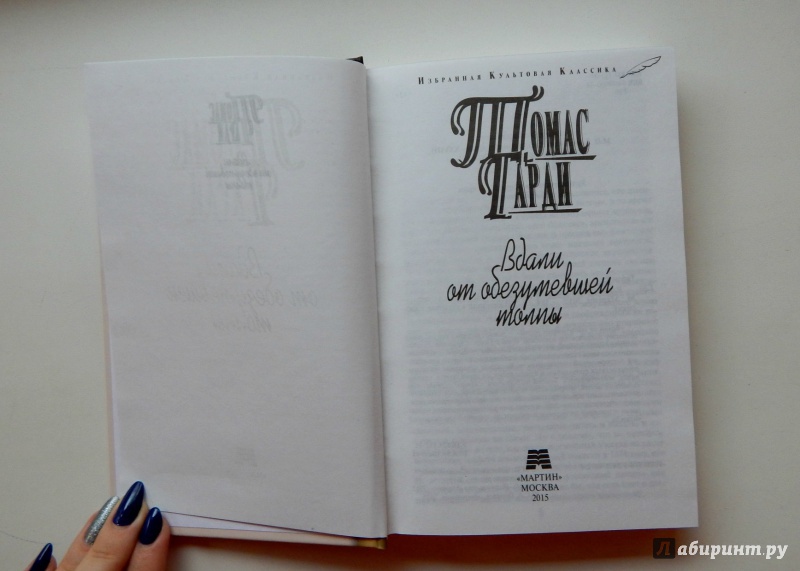 Избранная Культовая Классика
Томас
Гарди
Вдали
от обезумевшей
толпы
«МАРТИН»
МОСКВА
2015
Лабиринт.ру